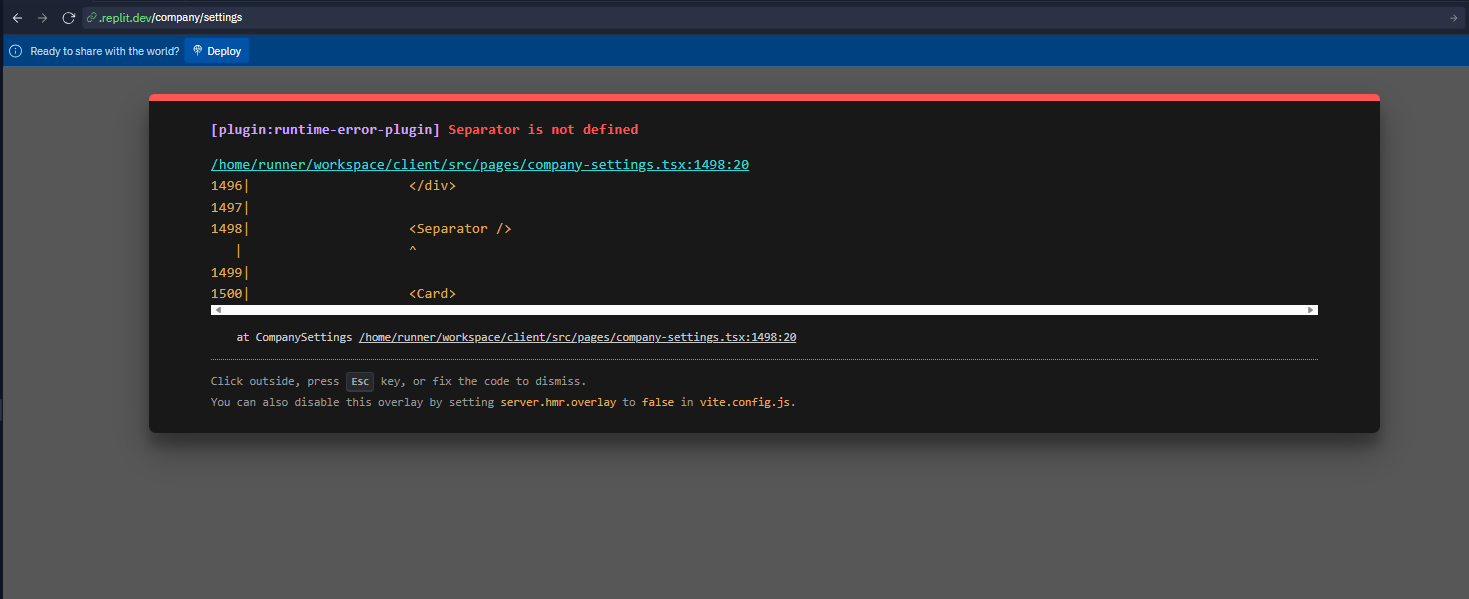 .replit.dev/company/settings
Ready to share with the world? Deploy
[plugin:runtime-error-plugin] Separator is not defined
/home/runner/workspace/client/src/pages/company-settings.tsx:1498:20
1496|                    </div>
1497|
1498|                    <Separator />
    |                    ^
1499|
1500|                    <Card>
at CompanySettings /home/runner/workspace/client/src/pages/company-settings.tsx:1498:20
Click outside, press Esc key, or fix the code to dismiss.
You can also disable this overlay by setting server.hmr.overlay to false in vite.config.js.